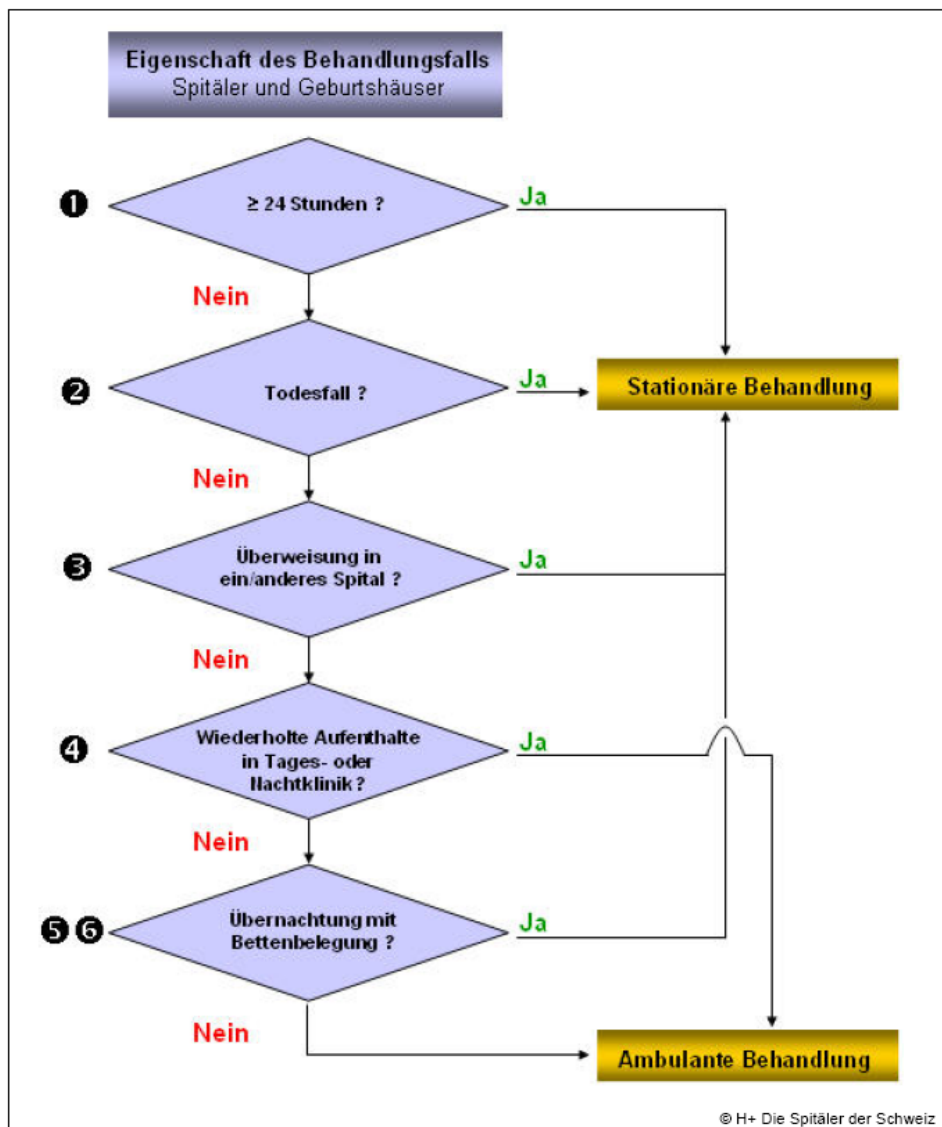 Eigenschaft des Behandlungsfalls
Spitäler und Geburtshäuser
❶
≥ 24 Stunden ?
Ja
Nein
❷
Todesfall ?
Ja
Stationäre Behandlung
Nein
❸
Überweisung in
ein/anderes Spital ?
Ja
Nein
❹
Wiederholte Aufenthalte
in Tages- oder
Nachtklinik ?
Ja
Nein
❺ ❻
Übernachtung mit
Bettenbelegung ?
Ja
Nein
Ambulante Behandlung
© H+ Die Spitäler der Schweiz